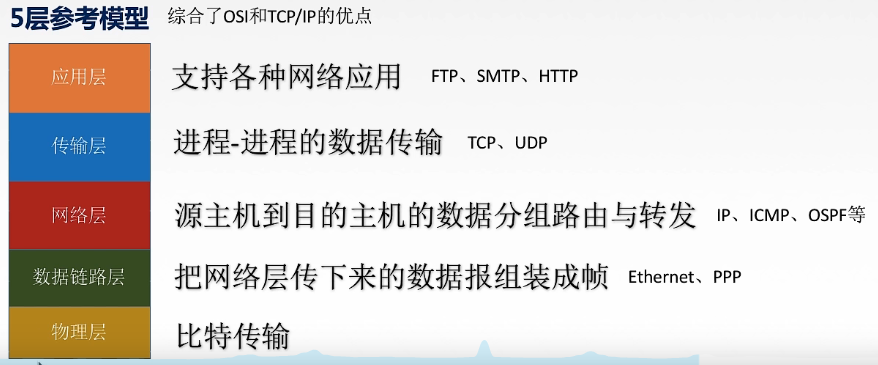 5层参考模型 综合了OSI和TCP/IP的优点
应用层 支持各种网络应用 FTP、SMTP、HTTP
传输层 进程-进程的数据传输 TCP、UDP
网络层 源主机到目的主机的数据分组路由与转发 IP、ICMP、OSPF等
数据链路层 把网络层传下来的数据报组装成帧 Ethernet、PPP
物理层 比特传输